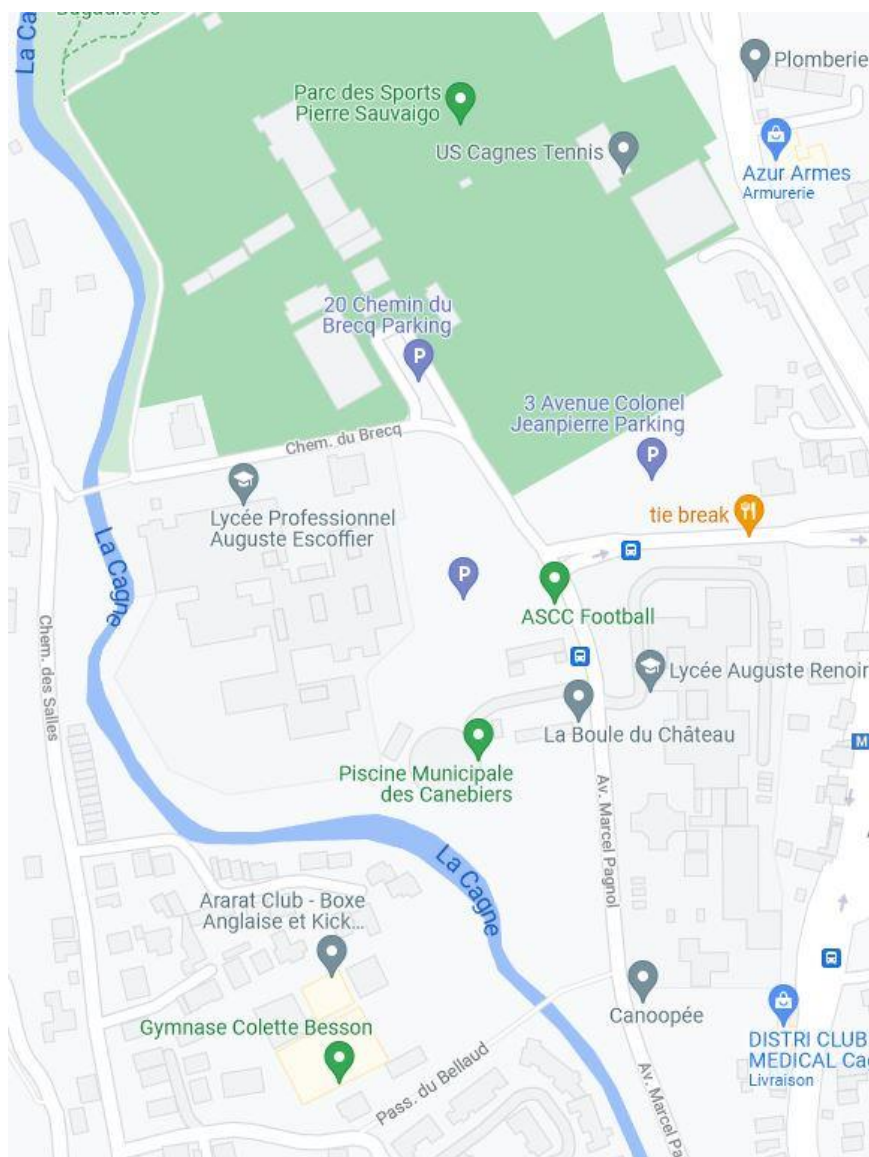 Baguadières
La Ca
Plomberie
Parc des Sports
Pierre Sauvaigo
US Cagnes Tennis
Azur Armes
Armurerie
20 Chemin du
Brecq Parking
P
3 Avenue Colonel
Jeanpierre Parking
P
Chem. du Brecq
Lycée Professionnel
Auguste Escoffier
tie break
La Cagne
P
ASCC Football
Chem. des Salles
Lycée Auguste Renoir
La Boule du Château
M
Piscine Municipale
des Canebiers
Av. Marcel Pagnol
La Cagne
Ararat Club - Boxe
Anglaise et Kick...
Canoopée
Gymnase Colette Besson
Pass. du Bellaud
DISTRI CLUB
MEDICAL Cag
Livraison
Av. Marcel Pa